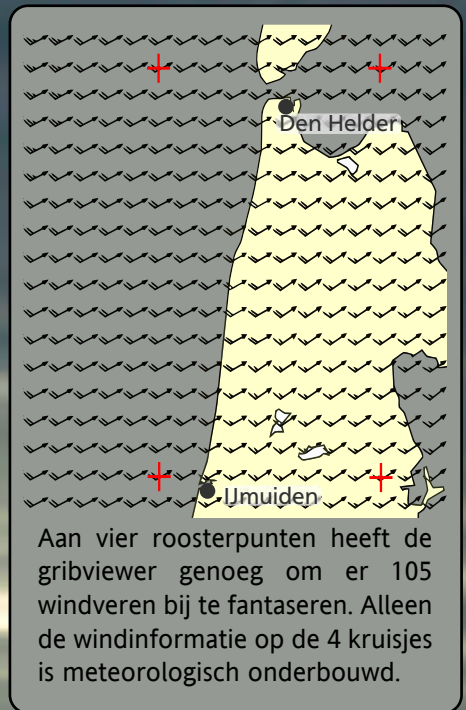 Den Helder
IJmuiden
Aan vier roosterpunten heeft de
gribviewer genoeg om er 105
windveren bij te fantaseren. Alleen
de windinformatie op de 4 kruisjes
is meteorologisch onderbouwd.